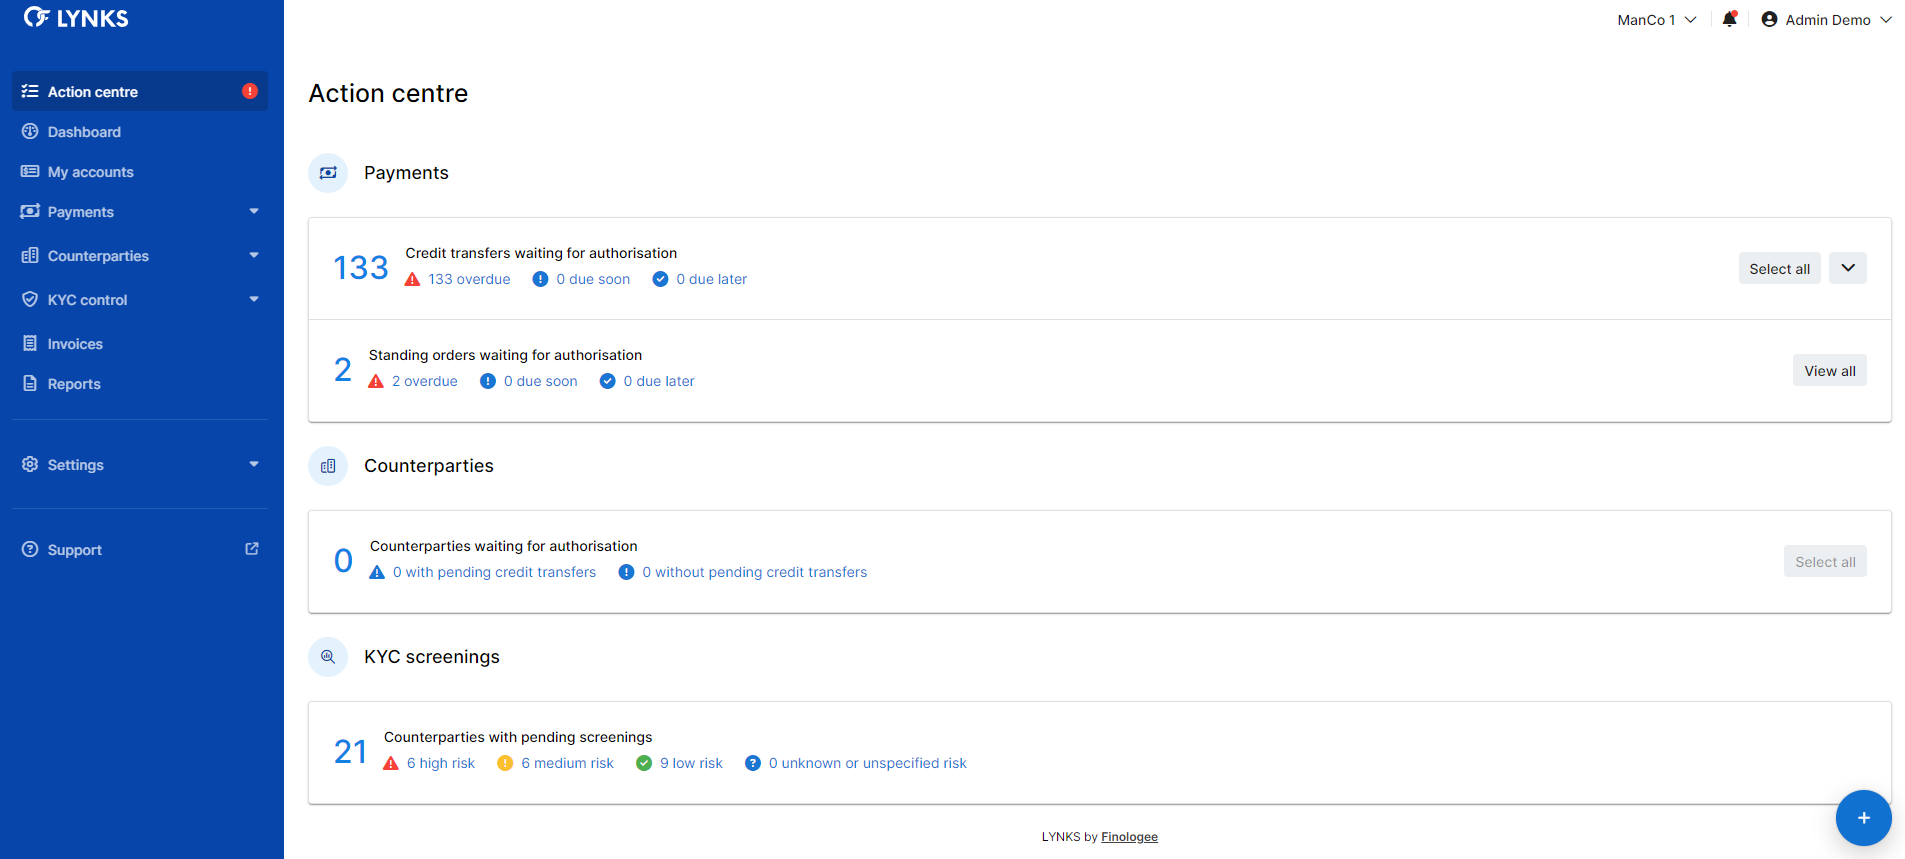 LYNKS
ManCo 1
Admin Demo
Action centre
Dashboard
My accounts
Payments
Counterparties
KYC control
Invoices
Reports
Settings
Support
Action centre
Payments
133
Credit transfers waiting for authorisation
133 overdue 0 due soon 0 due later
Select all
2
Standing orders waiting for authorisation
2 overdue 0 due soon 0 due later
View all
Counterparties
0
Counterparties waiting for authorisation
0 with pending credit transfers 0 without pending credit transfers
Select all
KYC screenings
21
Counterparties with pending screenings
6 high risk 6 medium risk 9 low risk 0 unknown or unspecified risk
LYNKS by Finologee